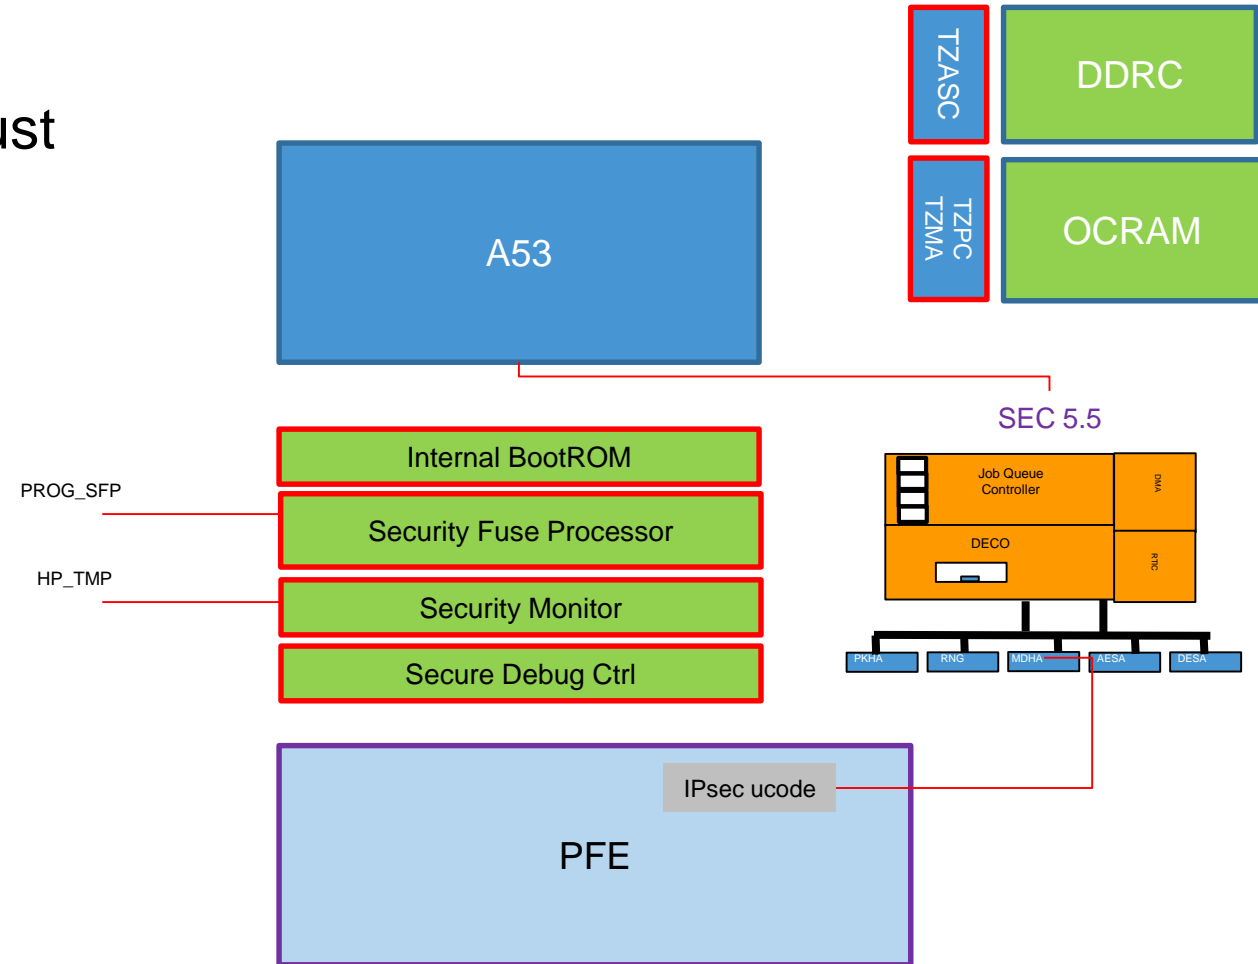 ust
TZASC
DDRC
TZPC
TZMA
OCRAM
A53
SEC 5.5
Internal BootROM
PROG_SFP
Security Fuse Processor
HP_TMP
Security Monitor
Secure Debug Ctrl
Job Queue
Controller
DMA
DECO
RTIC
PKHA
RNG
MDHA
AESA
DESA
IPsec ucode
PFE